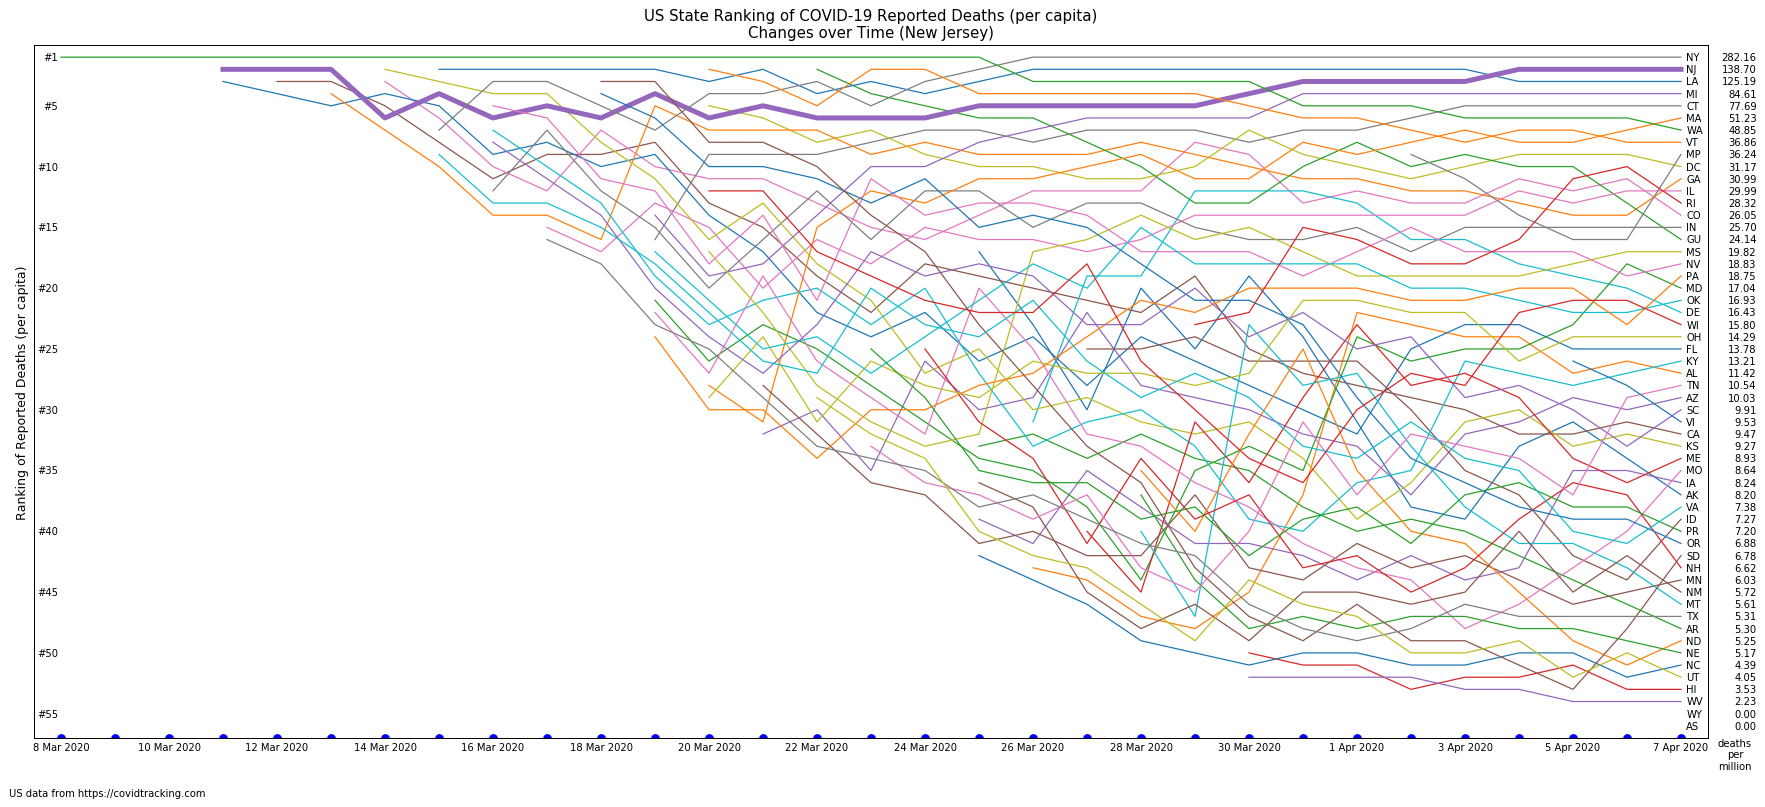 US State Ranking of COVID-19 Reported Deaths (per capita)
Changes over Time (New Jersey)
Ranking of Reported Deaths (per capita)
#1
#5
#10
#15
#20
#25
#30
#35
#40
#45
#50
#55
NY 282.16
NJ 138.70
LA 125.19
MI 84.61
CT 77.69
MA 51.23
WA 48.85
VT 36.86
MP 36.24
DC 31.17
GA 30.99
IL 29.99
RI 28.32
CO 26.05
IN 25.70
GU 24.14
MS 19.82
NV 18.83
PA 18.75
MD 17.04
OK 16.93
DE 16.43
WI 15.80
OH 14.29
FL 13.78
KY 13.21
AL 11.42
TN 10.54
AZ 10.03
SC 9.91
VI 9.53
CA 9.47
KS 9.27
ME 8.93
MO 8.64
IA 8.24
AK 8.20
VA 7.38
ID 7.27
PR 7.20
OR 6.88
SD 6.78
NH 6.62
MN 6.03
NM 5.72
MT 5.61
TX 5.31
AR 5.30
ND 5.25
NE 5.17
NC 4.39
UT 4.05
HI 3.53
WV 2.23
WY 0.00
AS 0.00
8 Mar 2020 10 Mar 2020 12 Mar 2020 14 Mar 2020 16 Mar 2020 18 Mar 2020 20 Mar 2020 22 Mar 2020 24 Mar 2020 26 Mar 2020 28 Mar 2020 30 Mar 2020 1 Apr 2020 3 Apr 2020 5 Apr 2020 7 Apr 2020
deaths
per
million
US data from https://covidtracking.com